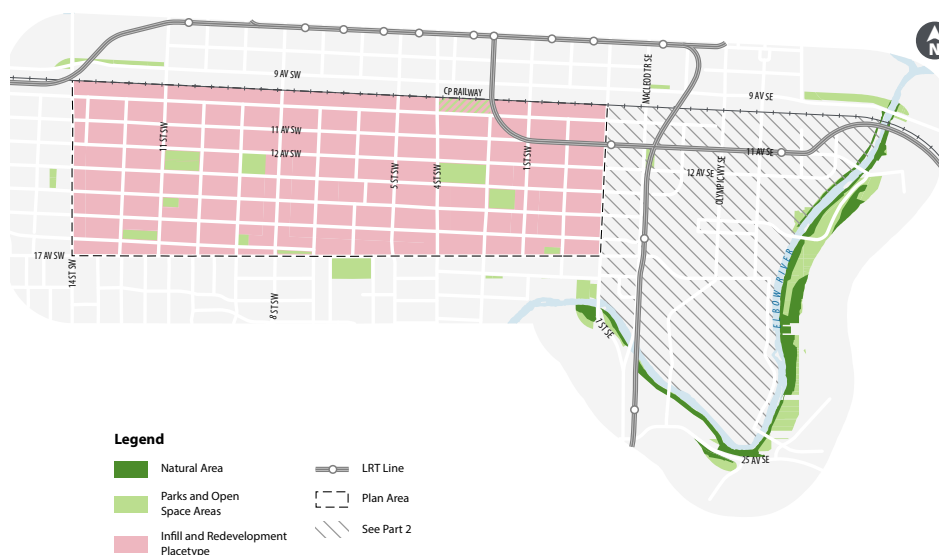 N
9 AV SW
CP RAILWAY
MACLEOD TR SE
9 AV SE
11 ST SW
11 AV SW
12 AV SW
5 ST SW
4 ST SW
1 ST SW
11 AV SE
12 AV SE
OLYMPIC WY SE
17 AV SW
14 ST SW
8 ST SW
7 ST SE
ELBOW RIVER
25 AV SE
Legend
Natural Area
Parks and Open
Space Areas
Infill and Redevelopment
Placetype
LRT Line
Plan Area
See Part 2